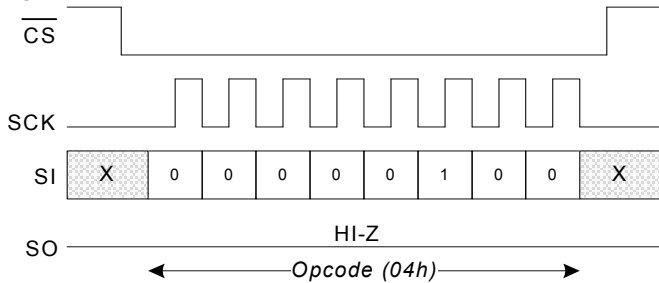 CS
SCK
SI X 0 0 0 0 0 1 0 0 X
HI-Z
SO
Opcode (04h)